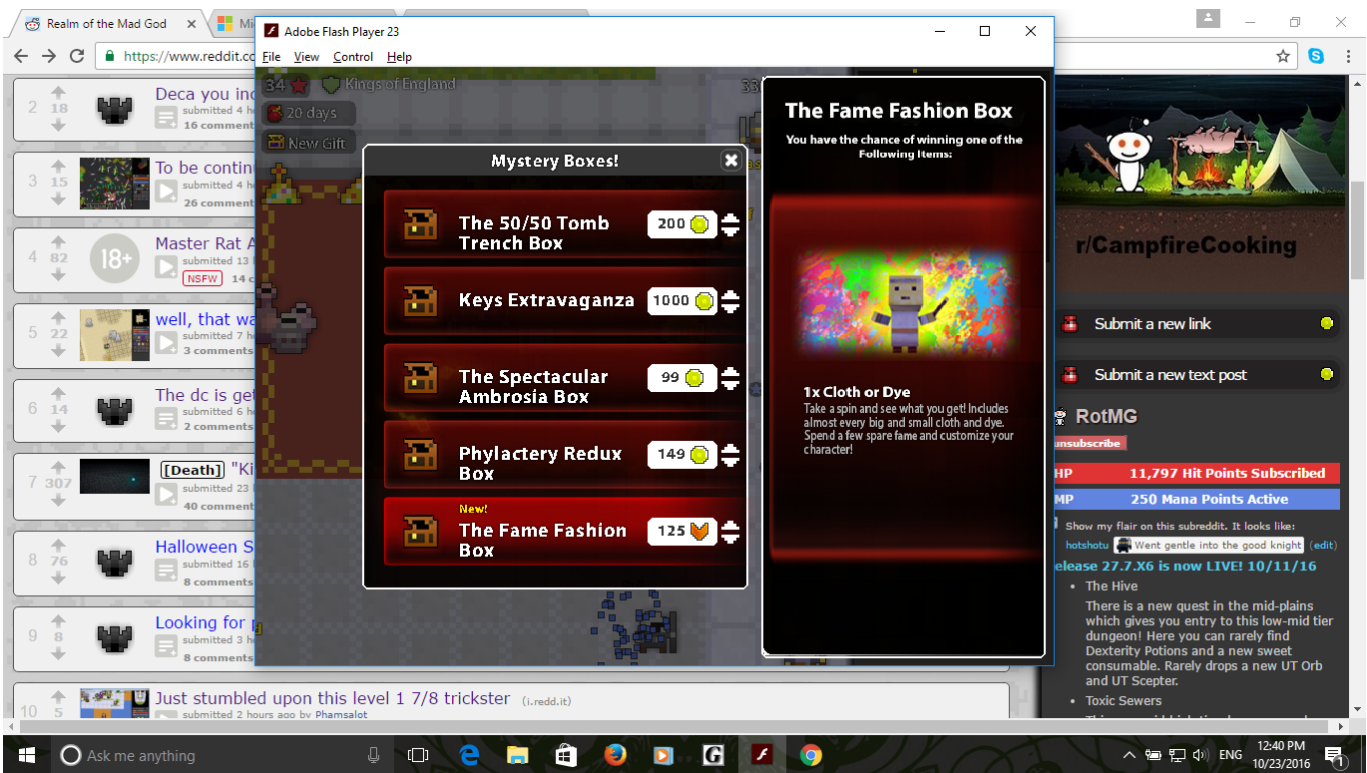 Realm of the Mad God
Mi
Adobe Flash Player 23
https://www.reddit.co
File View Control Help
2
18
Deca you
submitted 4 h
16 comment
3
15
To be contin
submitted 4 h
26 comment
4
82
18+
Master Rat A
submitted 13
NSFW 14 c
5
22
well, that wa
submitted 7 h
3 comments
6
14
The dc is get
submitted 6 h
2 comments
7
307
[Death] "Ki
submitted 23
40 comment
8
76
Halloween S
submitted 16
8 comments
9
8
Looking for
submitted 3 h
8 comments
10
5
Just stumbled upon this level 1 7/8 trickster (i.redd.it)
submitted 2 hours ago by Phamsalot
34 Kings of England
20 days
New Gift
33
Mystery Boxes!
The 50/50 Tomb
Trench Box
200
Keys Extravaganza
1000
The Spectacular
Ambrosia Box
99
Phylactery Redux
Box
149
New!
The Fame Fashion
Box
125
The Fame Fashion Box
You have the chance of winning one of the
Following Items:
1x Cloth or Dye
Take a spin and see what you get! Includes
almost every big and small cloth and dye.
Spend a few spare fame and customize your
character!
r/CampfireCooking
Submit a new link
Submit a new text post
RotMG
unsubscribe
HP 11,797 Hit Points Subscribed
MP 250 Mana Points Active
Show my flair on this subreddit. It looks like:
hotshotu Went gentle into the good knight (edit)
elease 27.7.X6 is now LIVE! 10/11/16
• The Hive
There is a new quest in the mid-plains
which gives you entry to this low-mid tier
dungeon! Here you can rarely find
Dexterity Potions and a new sweet
consumable. Rarely drops a new UT Orb
and UT Scepter.
• Toxic Sewers
Ask me anything
ENG
12:40 PM
10/23/2016
1